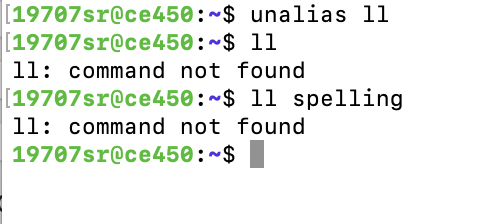 [19707sr@ce450:~$ unalias ll
[19707sr@ce450:~$ ll
ll: command not found
[19707sr@ce450:~$ ll spelling
ll: command not found
19707sr@ce450:~$